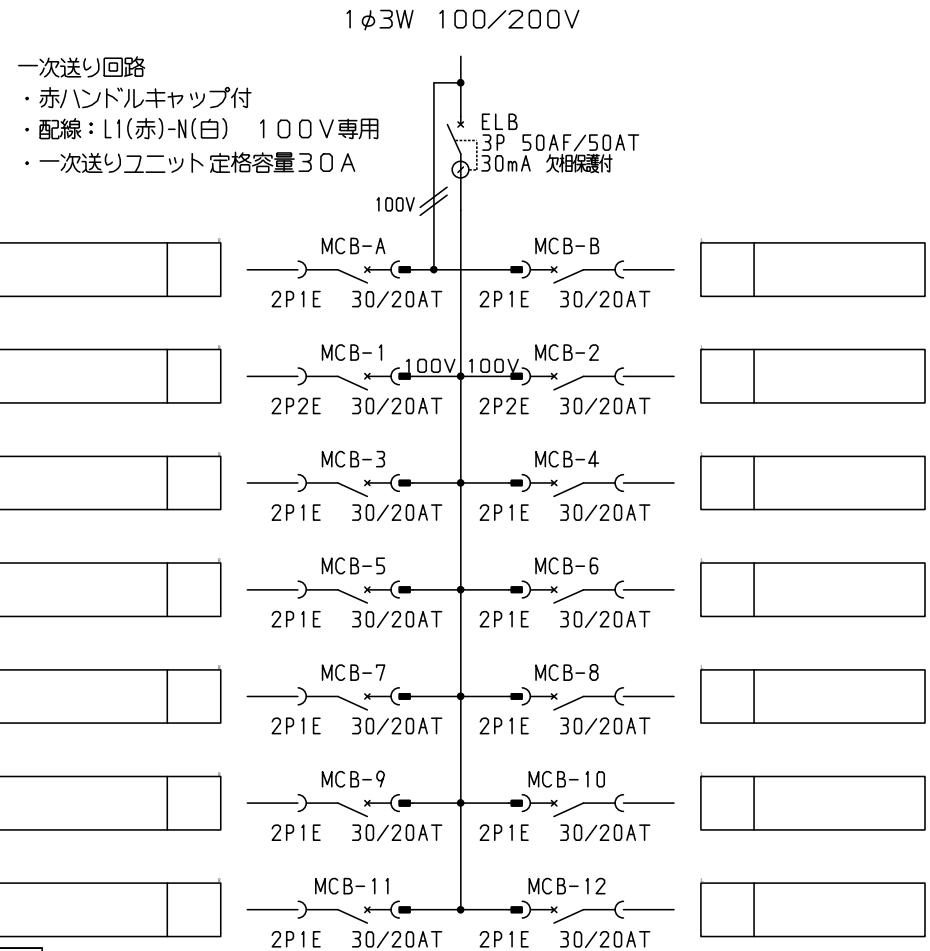 1φ3W 100/200V
一次送り回路
・赤ハンドルキャップ付
・配線：L1(赤)-N(白) 100V専用
・一次送りユニット定格容量30A
ELB
3P 50AF/50AT
30mA 欠相保護付
100V
MCB-A MCB-B
2P1E 30/20AT 2P1E 30/20AT
MCB-1 100V 100V MCB-2
2P2E 30/20AT 2P2E 30/20AT
MCB-3 MCB-4
2P1E 30/20AT 2P1E 30/20AT
MCB-5 MCB-6
2P1E 30/20AT 2P1E 30/20AT
MCB-7 MCB-8
2P1E 30/20AT 2P1E 30/20AT
MCB-9 MCB-10
2P1E 30/20AT 2P1E 30/20AT
MCB-11 MCB-12
2P1E 30/20AT 2P1E 30/20AT